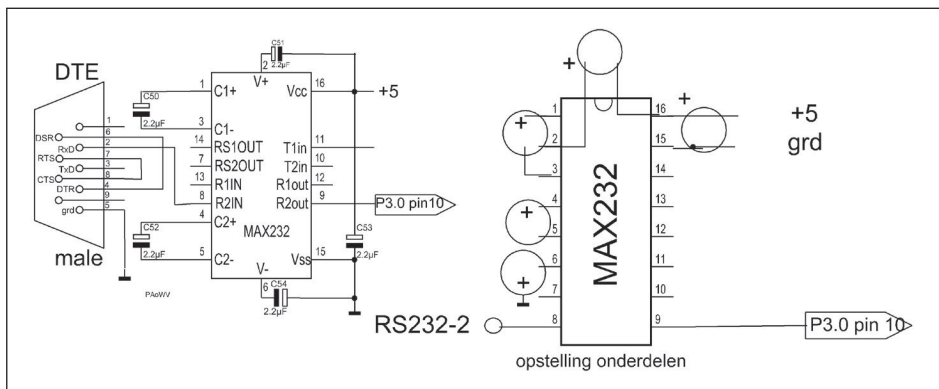 DTE
1
6
DSR
2
RxD
7
RTS
3
TxD
8
CTS
4
DTR
9
5
grd
male
C50
2.2µF
C52
2.2µF
PAoWV
C51
2.2µF
2
V+
1
C1+
Vcc
16
+5
3
C1-
14
RS1OUT
T1in
11
7
RS2OUT
T2in
10
13
R1IN
R1out
12
8
R2IN
R2out
9
P3.0 pin10
4
C2+
MAX232
5
C2-
Vss
15
C53
2.2µF
V-
6
C54
2.2µF
+
+
+
+
+
1
2
3
4
5
6
7
8
MAX232
16
15
14
13
12
11
10
9
+5
grd
RS232-2
P3.0 pin 10
opstelling onderdelen